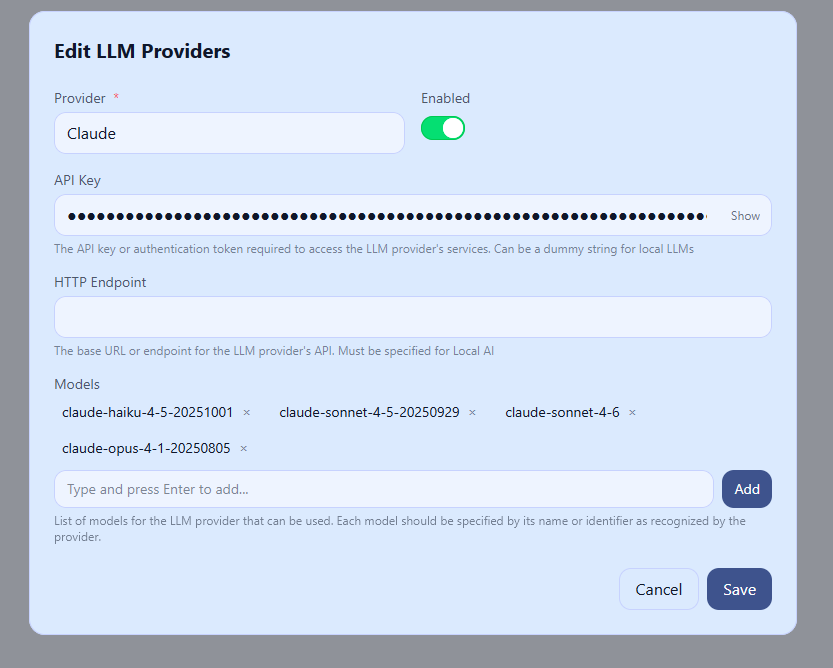 Edit LLM Providers
Provider *
Enabled
Claude
API Key
●●●●●●●●●●●●●●●●●●●●●●●●●●●●●●●●●●●●●●●●●●●●●●●●●●●●●●●●●●●●●●●●● Show
The API key or authentication token required to access the LLM provider's services. Can be a dummy string for local LLMs
HTTP Endpoint
The base URL or endpoint for the LLM provider's API. Must be specified for Local AI
Models
claude-haiku-4-5-20251001 × claude-sonnet-4-5-20250929 × claude-sonnet-4-6 ×
claude-opus-4-1-20250805 ×
Type and press Enter to add... Add
List of models for the LLM provider that can be used. Each model should be specified by its name or identifier as recognized by the
provider.
Cancel Save